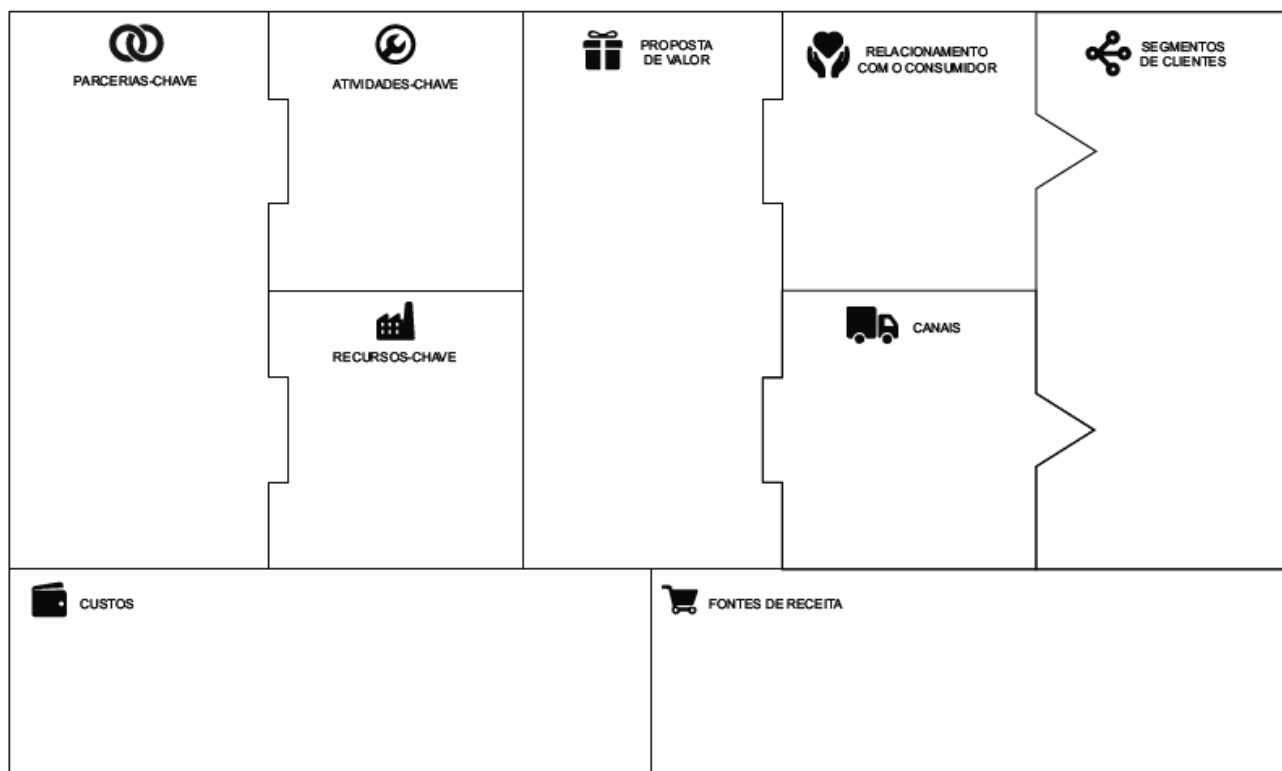 PARCERIAS-CHAVE
ATIVIDADES-CHAVE
RECURSOS-CHAVE
PROPOSTA
DE VALOR
RELACIONAMENTO
COM O CONSUMIDOR
CANAIS
SEGMENTOS
DE CLIENTES
CUSTOS
FONTES DE RECEITA